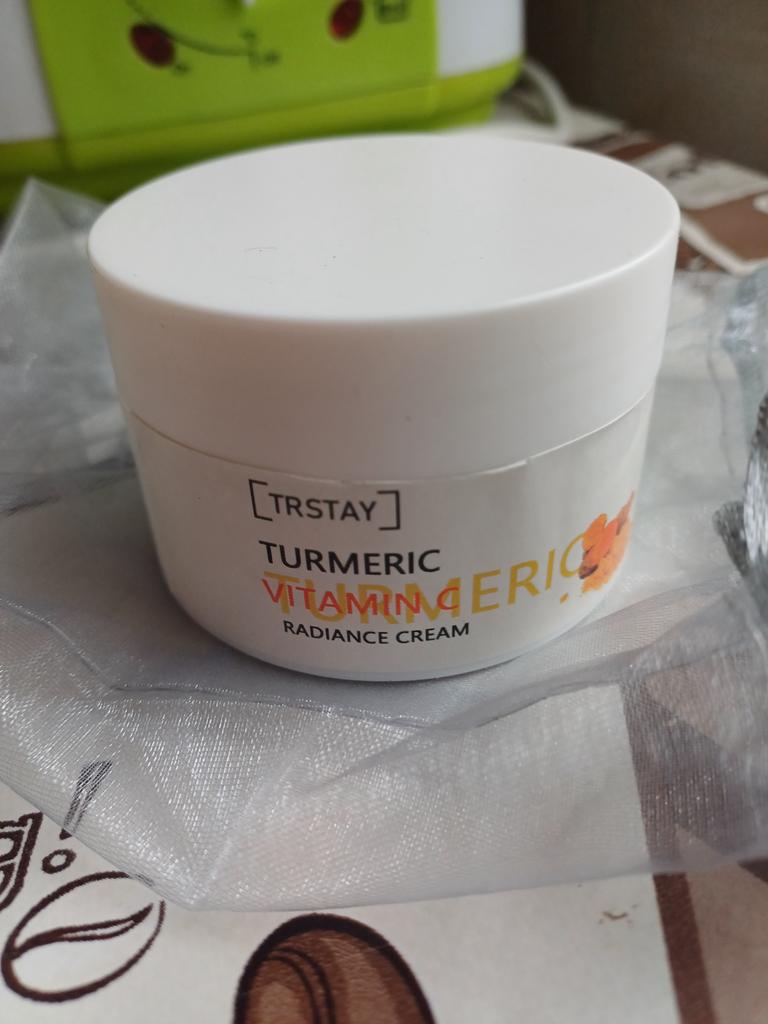 [TRSTAY]
TURMERIC
TURMERIC
VITAMIN C
RADIANCE CREAM